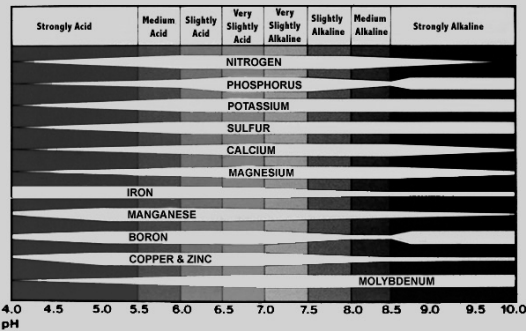 Strongly Acid
Medium
Acid
Slightly
Acid
Very
Slightly
Acid
Very
Slightly
Alkaline
Slightly
Alkaline
Medium
Alkaline
Strongly Alkaline
NITROGEN
PHOSPHORUS
POTASSIUM
SULFUR
CALCIUM
MAGNESIUM
IRON
MANGANESE
BORON
COPPER & ZINC
MOLYBDENUM
4.0 4.5 5.0 5.5 6.0 6.5 7.0 7.5 8.0 8.5 9.0 9.5 10.0
pH